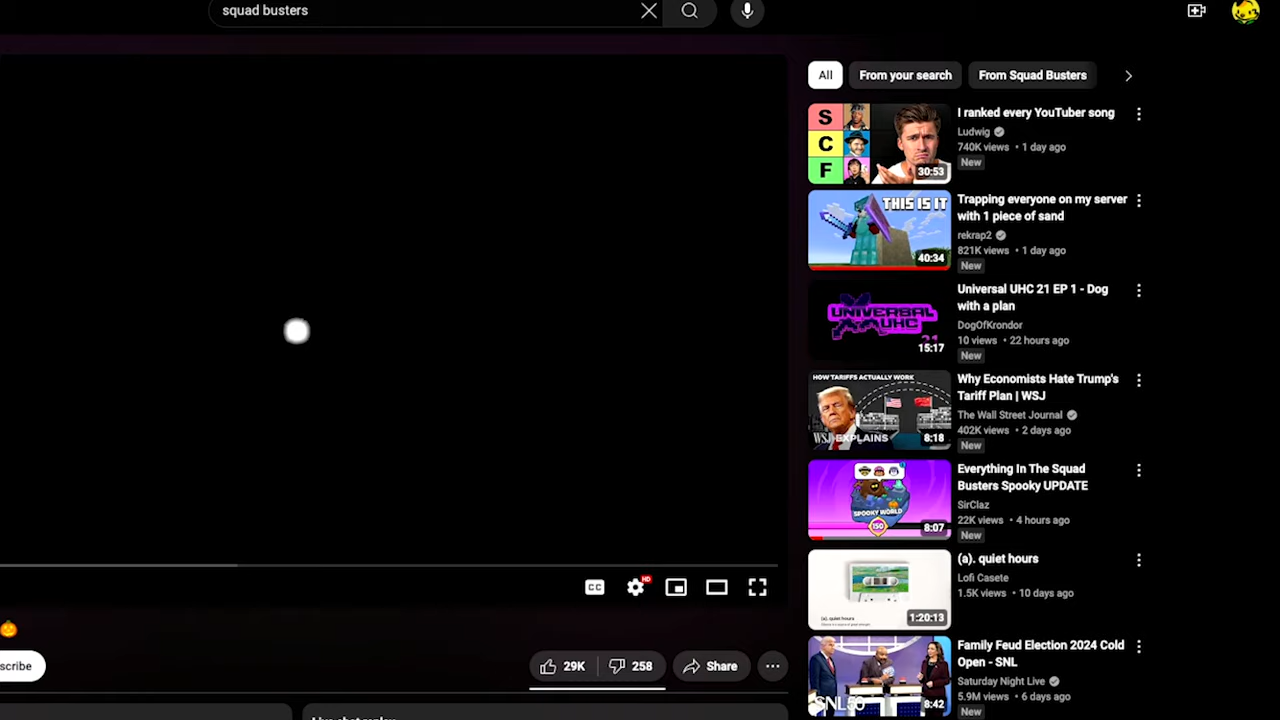 squad busters
All
From your search
From Squad Busters
S
C
F
30:53
I ranked every YouTuber song
Ludwig
740K views • 1 day ago
New
THIS IS IT
40:34
Trapping everyone on my server
with 1 piece of sand
rekrap2
821K views • 1 day ago
New
UNIVERSAL
UHC
21
15:17
Universal UHC 21 EP 1 - Dog
with a plan
DogOfKrondor
10 views • 22 hours ago
New
HOW TARIFFS ACTUALLY WORK
WSJ EXPLAINS
8:18
Why Economists Hate Trump's
Tariff Plan | WSJ
The Wall Street Journal
402K views • 2 days ago
New
SPOOKY WORLD
150
8:07
Everything In The Squad
Busters Spooky UPDATE
SirClaz
22K views • 4 hours ago
New
(a). quiet hours
1:20:13
(a). quiet hours
Lofi Casete
1.5K views • 10 days ago
SNL50
8:42
Family Feud Election 2024 Cold
Open - SNL
Saturday Night Live
5.9M views • 6 days ago
New
CC
HD
scribe
29K
258
Share